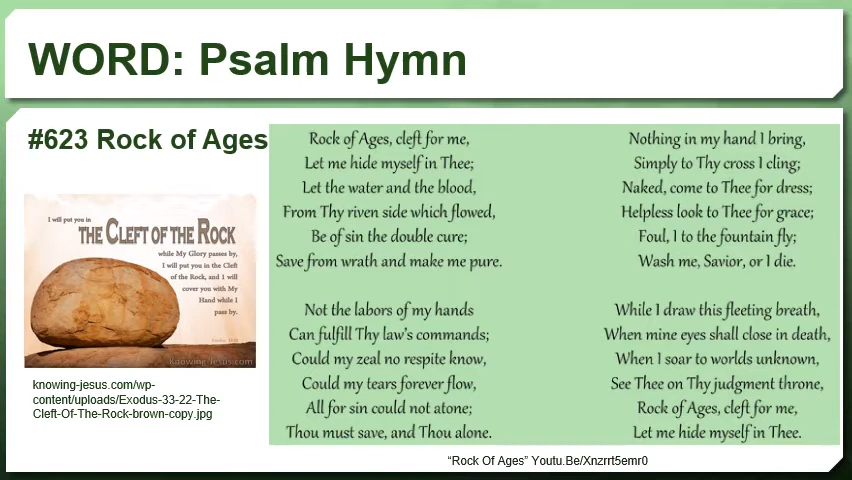 WORD: Psalm Hymn
#623 Rock of Ages
I will put you in
THE CLEFT OF THE ROCK
while My Glory passes by,
I will put you in the Cleft
of the Rock, and I will
cover you with My
Hand while I
pass by.
knowing-jesus.com
knowing-jesus.com/wp-
content/uploads/Exodus-33-22-The-
Cleft-Of-The-Rock-brown-copy.jpg
Rock of Ages, cleft for me,
Let me hide myself in Thee;
Let the water and the blood,
From Thy riven side which flowed,
Be of sin the double cure;
Save from wrath and make me pure.
Not the labors of my hands
Can fulfill Thy law's commands;
Could my zeal no respite know,
Could my tears forever flow,
All for sin could not atone;
Thou must save, and Thou alone.
Nothing in my hand I bring,
Simply to Thy cross I cling;
Naked, come to Thee for dress;
Helpless look to Thee for grace;
Foul, I to the fountain fly;
Wash me, Savior, or I die.
While I draw this fleeting breath,
When mine eyes shall close in death,
When I soar to worlds unknown,
See Thee on Thy judgment throne,
Rock of Ages, cleft for me,
Let me hide myself in Thee.
“Rock Of Ages” Youtu.Be/Xnzrrt5emr0